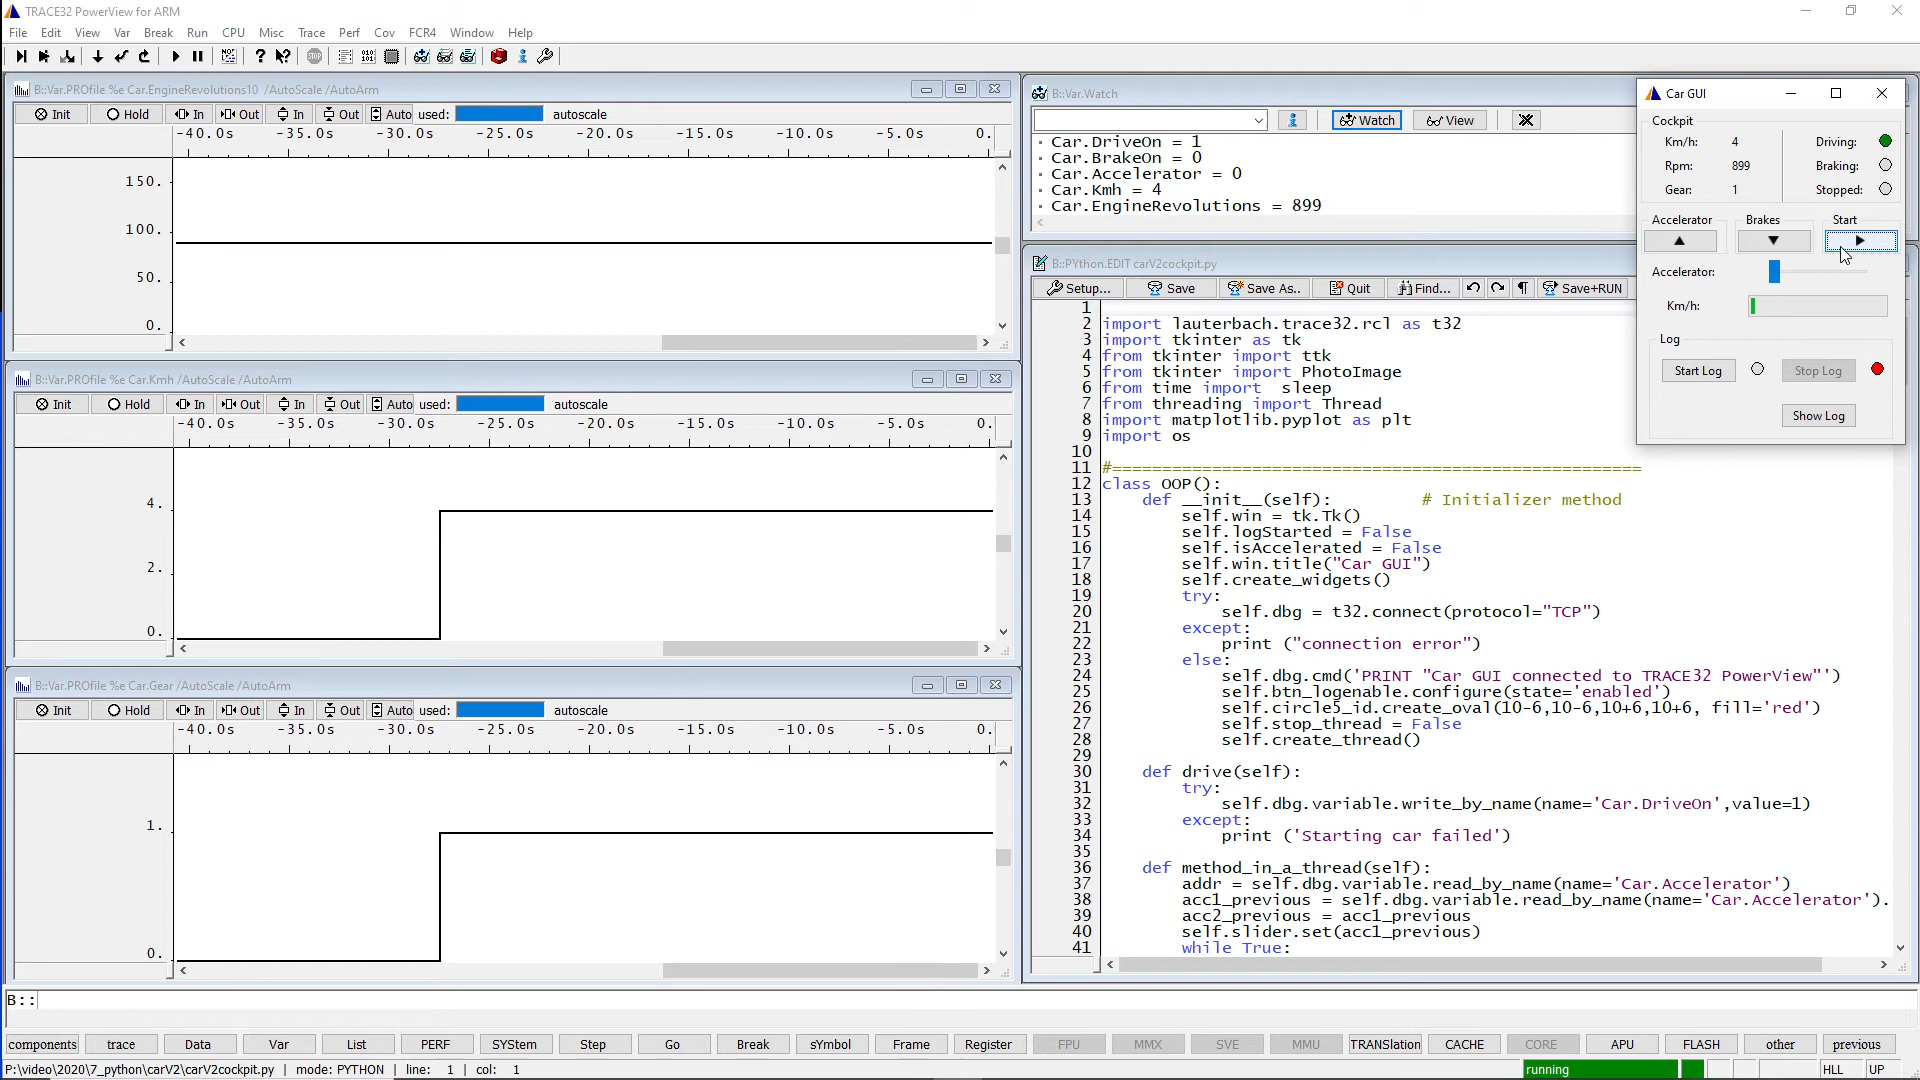 TRACE32 PowerView for ARM
File Edit View Var Break Run CPU Misc Trace Perf Cov FCR4 Window Help
B::Var.PROfile %e Car.EngineRevolutions10 /AutoScale /AutoArm
Init Hold In Out In Out Auto used: autoscale
-40.0s -35.0s -30.0s -25.0s -20.0s -15.0s -10.0s -5.0s 0.
150.
100.
50.
0.
B::Var.PROfile %e Car.Kmh /AutoScale /AutoArm
Init Hold In Out In Out Auto used: autoscale
-40.0s -35.0s -30.0s -25.0s -20.0s -15.0s -10.0s -5.0s 0.
4.
2.
0.
B::Var.PROfile %e Car.Gear /AutoScale /AutoArm
Init Hold In Out In Out Auto used: autoscale
-40.0s -35.0s -30.0s -25.0s -20.0s -15.0s -10.0s -5.0s 0.
1.
0.
B::Var.Watch
Watch View
Car.DriveOn = 1
Car.BrakeOn = 0
Car.Accelerator = 0
Car.Kmh = 4
Car.EngineRevolutions = 899
B::PYthon.EDIT carV2cockpit.py
Setup... Save Save As.. Quit Find... Save+RUN
1
2 import lauterbach.trace32.rcl as t32
3 import tkinter as tk
4 from tkinter import ttk
5 from tkinter import PhotoImage
6 from time import  sleep
7 from threading import Thread
8 import matplotlib.pyplot as plt
9 import os
10
11 #=====================================================
12 class OOP():
13     def __init__(self):         # Initializer method
14         self.win = tk.Tk()
15         self.logStarted = False
16         self.isAccelerated = False
17         self.win.title("Car GUI")
18         self.create_widgets()
19         try:
20             self.dbg = t32.connect(protocol="TCP")
21         except:
22             print ("connection error")
23         else:
24             self.dbg.cmd('PRINT "Car GUI connected to TRACE32 PowerView"')
25             self.btn_logenable.configure(state='enabled')
26             self.circle5_id.create_oval(10-6,10-6,10+6,10+6, fill='red')
27             self.stop_thread = False
28             self.create_thread()
29
30     def drive(self):
31         try:
32             self.dbg.variable.write_by_name(name='Car.DriveOn',value=1)
33         except:
34             print ('Starting car failed')
35
36     def method_in_a_thread(self):
37         addr = self.dbg.variable.read_by_name(name='Car.Accelerator')
38         acc1_previous = self.dbg.variable.read_by_name(name='Car.Accelerator').
39         acc2_previous = acc1_previous
40         self.slider.set(acc1_previous)
41         while True:
Car GUI
Cockpit
Km/h: 4 Driving:
Rpm: 899 Braking:
Gear: 1 Stopped:
Accelerator Brakes Start
Accelerator:
Km/h:
Log
Start Log Stop Log
Show Log
B::
components trace Data Var List PERF SYStem Step Go Break sYmbol Frame Register FPU MMX SVE MMU TRANSlation CACHE CORE APU FLASH other previous
P:\video\2020\7_python\carV2\carV2cockpit.py | mode: PYTHON | line: 1 | col: 1 running HLL UP